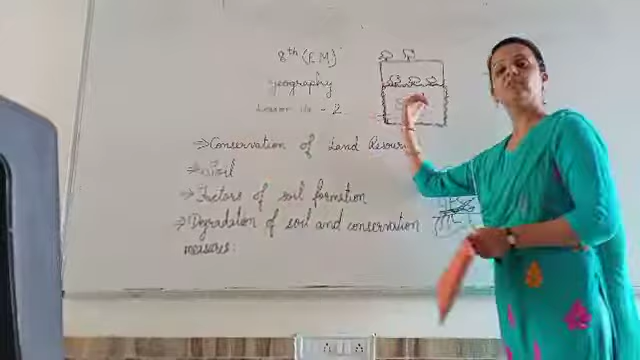 8th (EM)
Geography
Lesson No - 2
→ Conservation of Land Resour
→ Soil
→ Factors of soil formation
→ Degradation of soil and conservation
measures.